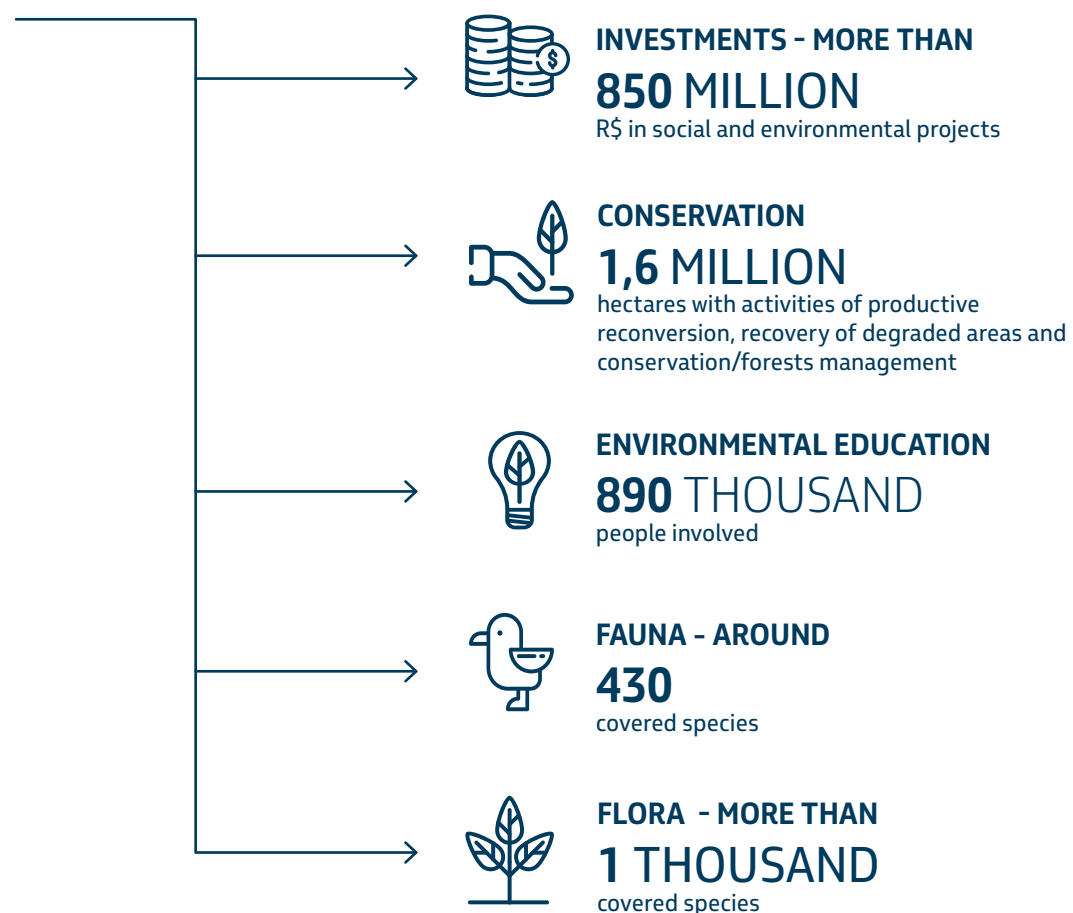 INVESTMENTS - MORE THAN
850 MILLION
R$ in social and environmental projects
CONSERVATION
1,6 MILLION
hectares with activities of productive
reconversion, recovery of degraded areas and
conservation/forests management
ENVIRONMENTAL EDUCATION
890 THOUSAND
people involved
FAUNA - AROUND
430
covered species
FLORA - MORE THAN
1 THOUSAND
covered species